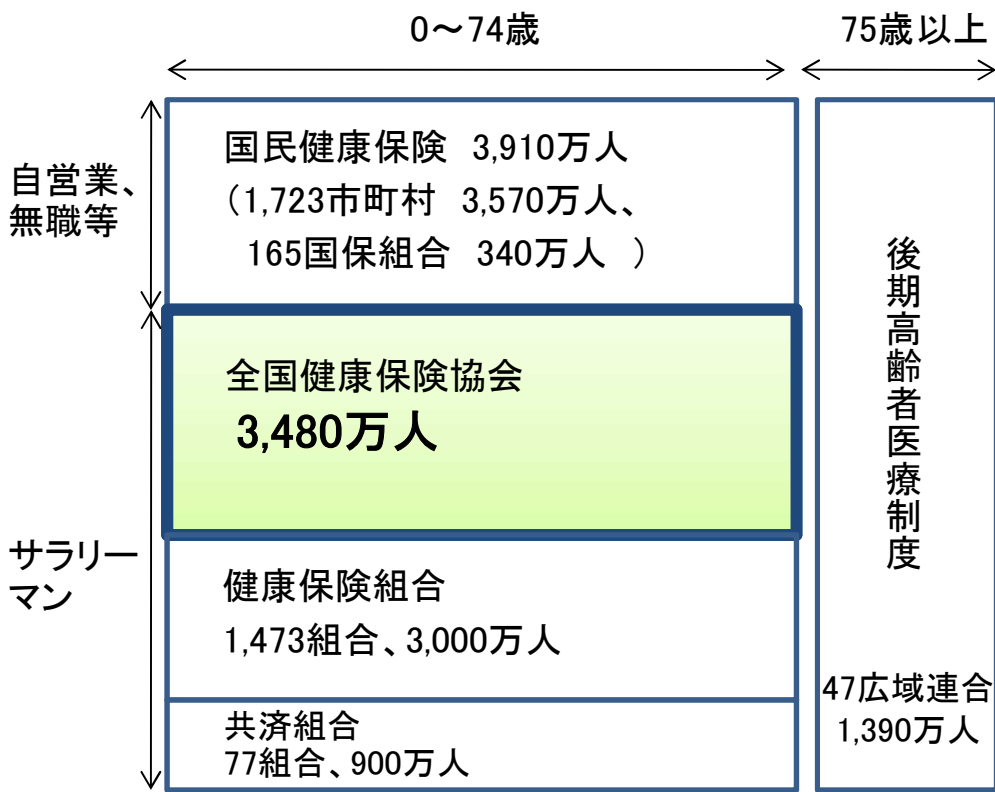 0～74歳
75歳以上
自営業、
無職等
国民健康保険 3,910万人
（1,723市町村 3,570万人、
165国保組合 340万人 ）
全国健康保険協会
3,480万人
サラリー
マン
健康保険組合
1,473組合、3,000万人
共済組合
77組合、900万人
後期高齢者医療制度
47広域連合
1,390万人